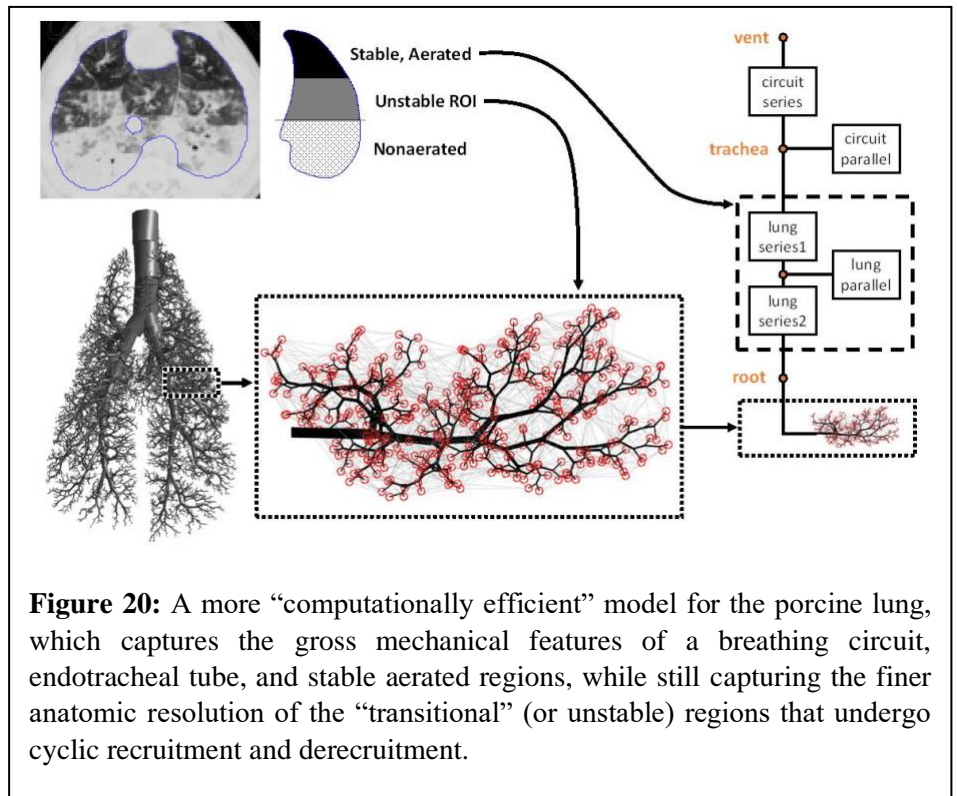 Stable, Aerated
Unstable ROI
Nonaerated
vent
circuit
series
trachea
circuit
parallel
lung
series1
lung
parallel
lung
series2
root
Figure 20: A more “computationally efficient” model for the porcine lung,
which captures the gross mechanical features of a breathing circuit,
endotracheal tube, and stable aerated regions, while still capturing the finer
anatomic resolution of the “transitional” (or unstable) regions that undergo
cyclic recruitment and derecruitment.